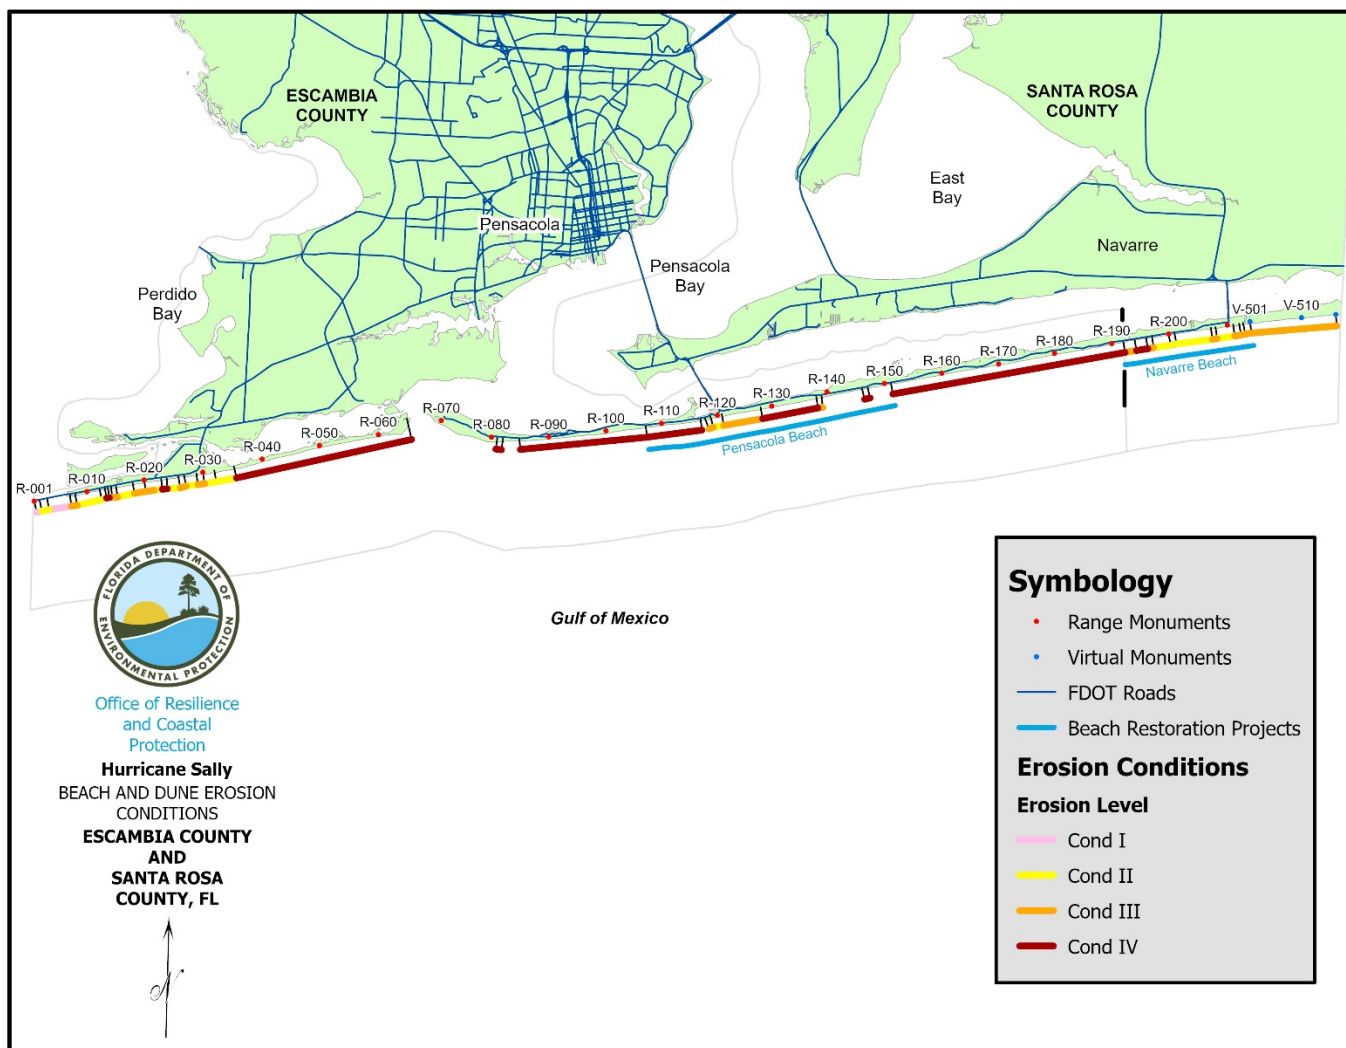 ESCAMBIA
COUNTY
SANTA ROSA
COUNTY
East
Bay
Pensacola
Navarre
Pensacola
Bay
Perdido
Bay
R-001
R-010
R-020
R-030
R-040
R-050
R-060
R-070
R-080
R-090
R-100
R-110
R-120
R-130
R-140
R-150
R-160
R-170
R-180
R-190
R-200
V-501
V-510
Navarre Beach
Pensacola Beach
Gulf of Mexico
FLORIDA DEPARTMENT OF
ENVIRONMENTAL PROTECTION
Office of Resilience
and Coastal
Protection
Hurricane Sally
BEACH AND DUNE EROSION
CONDITIONS
ESCAMBIA COUNTY
AND
SANTA ROSA
COUNTY, FL
Symbology
Range Monuments
Virtual Monuments
FDOT Roads
Beach Restoration Projects
Erosion Conditions
Erosion Level
Cond I
Cond II
Cond III
Cond IV